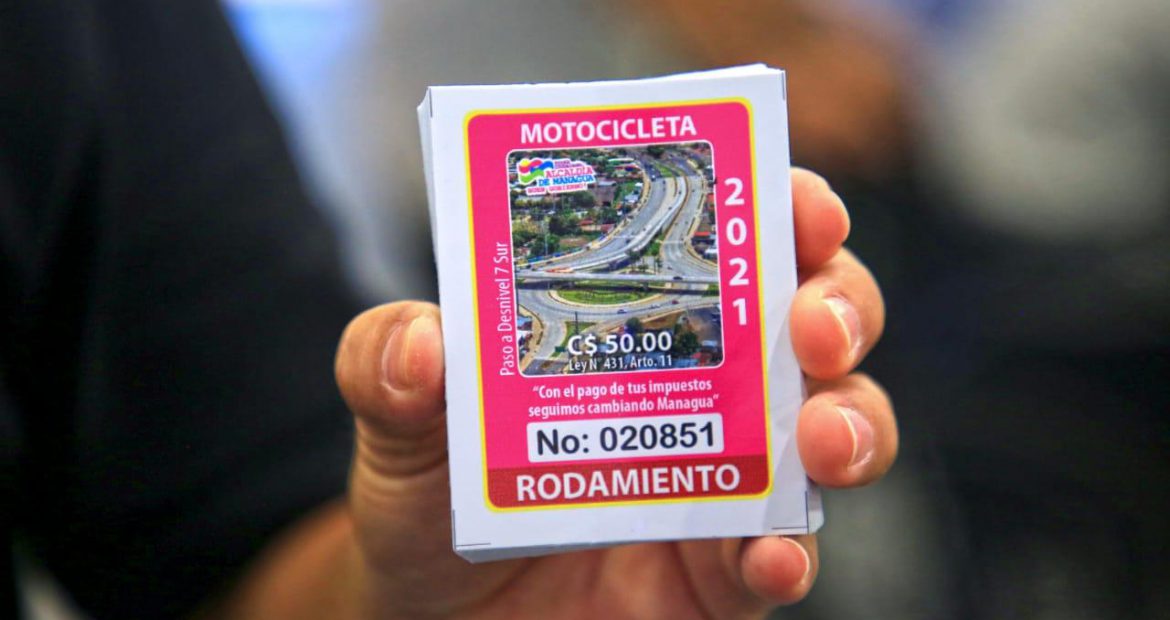 MOTOCICLETA
ALCALDÍA
DE MANAGUA
2021
Paso a Desnivel 7 Sur
C$ 50.00
Ley N° 431, Arto. 11
“Con el pago de tus impuestos
seguimos cambiando Managua”
No: 020851
RODAMIENTO